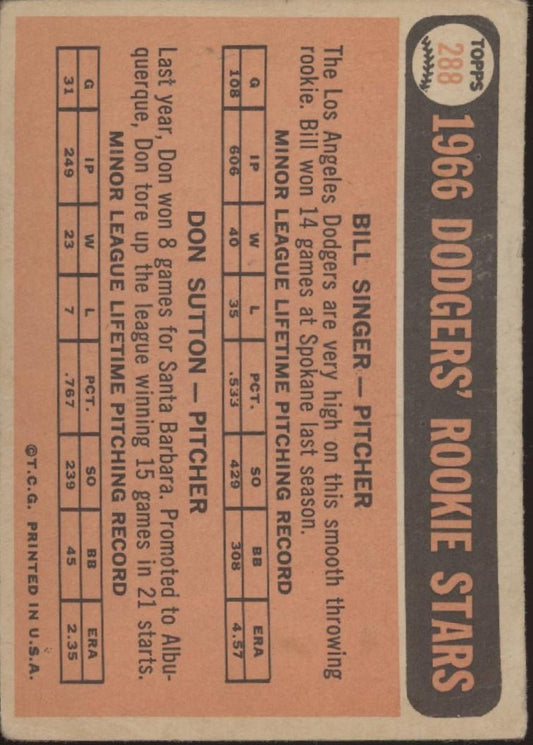 TOPPS
288
1966 DODGERS' ROOKIE STARS
BILL SINGER — PITCHER
The Los Angeles Dodgers are very high on this smooth throwing
rookie. Bill won 14 games at Spokane last season.
MINOR LEAGUE LIFETIME PITCHING RECORD
G IP W L PCT. SO BB ERA
108 606 40 35 .533 429 308 4.57
DON SUTTON — PITCHER
Last year, Don won 8 games for Santa Barbara. Promoted to Albu-
querque, Don tore up the league winning 15 games in 21 starts.
MINOR LEAGUE LIFETIME PITCHING RECORD
G IP W L PCT. SO BB ERA
31 249 23 7 .767 239 45 2.35
©T.C.G. PRINTED IN U.S.A.